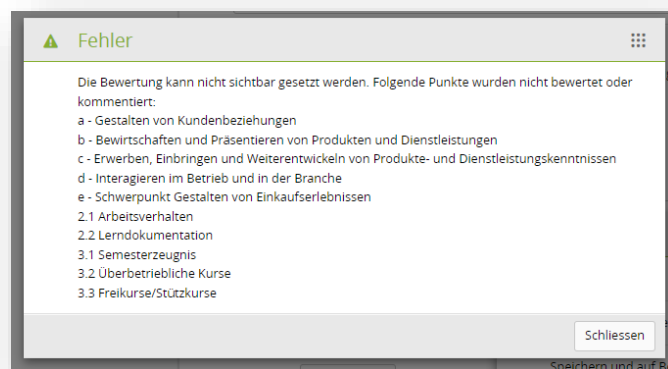 Fehler
Die Bewertung kann nicht sichtbar gesetzt werden. Folgende Punkte wurden nicht bewertet oder
kommentiert:
a - Gestalten von Kundenbeziehungen
b - Bewirtschaften und Präsentieren von Produkten und Dienstleistungen
c - Erwerben, Einbringen und Weiterentwickeln von Produkte- und Dienstleistungskenntnissen
d - Interagieren im Betrieb und in der Branche
e - Schwerpunkt Gestalten von Einkaufserlebnissen
2.1 Arbeitsverhalten
2.2 Lerndokumentation
3.1 Semesterzeugnis
3.2 Überbetriebliche Kurse
3.3 Freikurse/Stützkurse
Schliessen
Speichern und auf